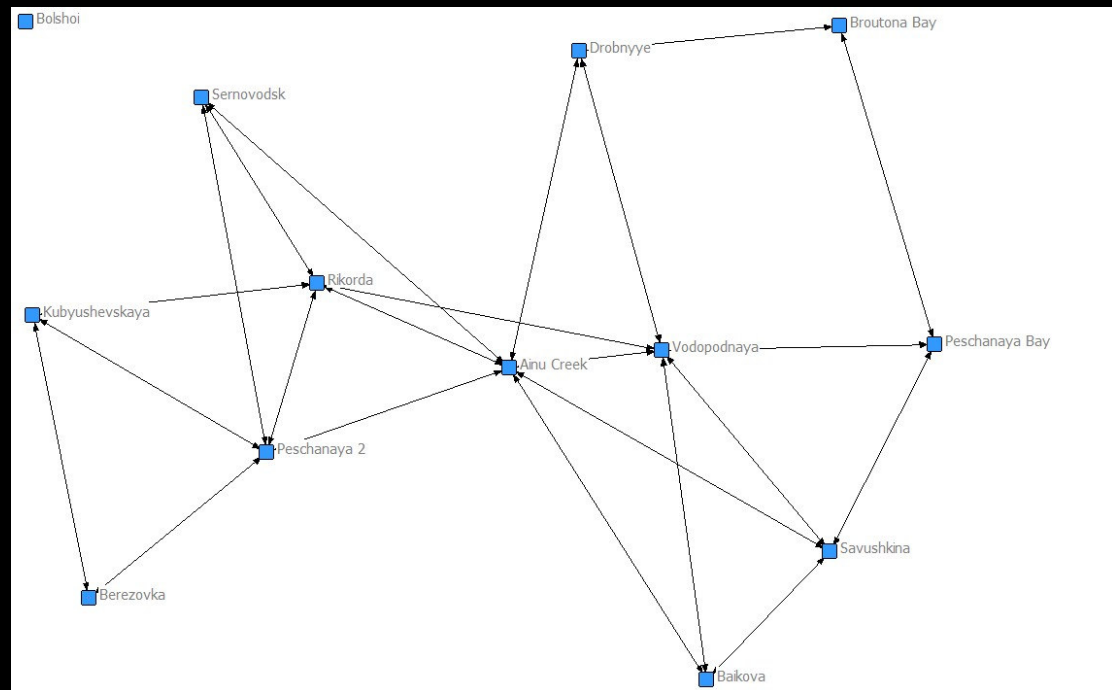 Bolshoi
Broutona Bay
Drobnyye
Sernovodsk
Rikorda
Kubyushevskaya
Peschanaya Bay
Vodopodnaya
Ainu Creek
Peschanaya 2
Savushkina
Berezovka
Baikova